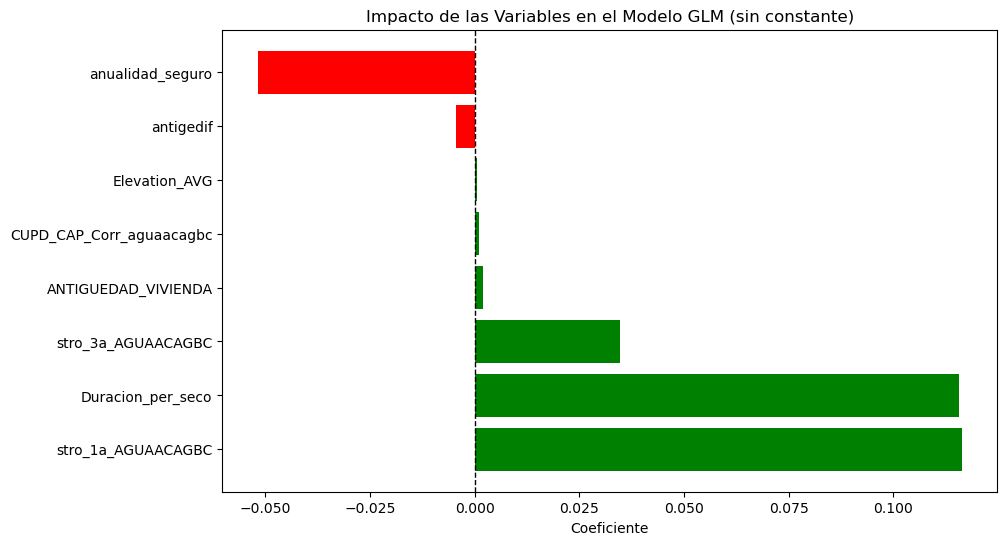 Impacto de las Variables en el Modelo GLM (sin constante)
anualidad_seguro
antigedif
Elevation_AVG
CUPD_CAP_Corr_aguaacagbc
ANTIGUEDAD_VIVIENDA
stro_3a_AGUAACAGBC
Duracion_per_seco
stro_1a_AGUAACAGBC
−0.050 −0.025 0.000 0.025 0.050 0.075 0.100
Coeficiente